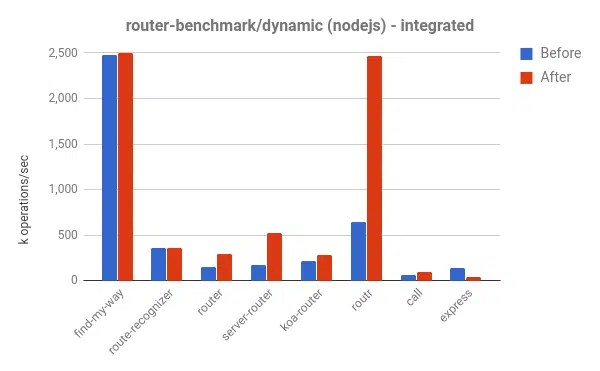 router-benchmark/dynamic (nodejs) - integrated
Before
After
k operations/sec
2,500
2,000
1,500
1,000
500
0
find-my-way
route-recognizer
router
server-router
koa-router
routr
call
express